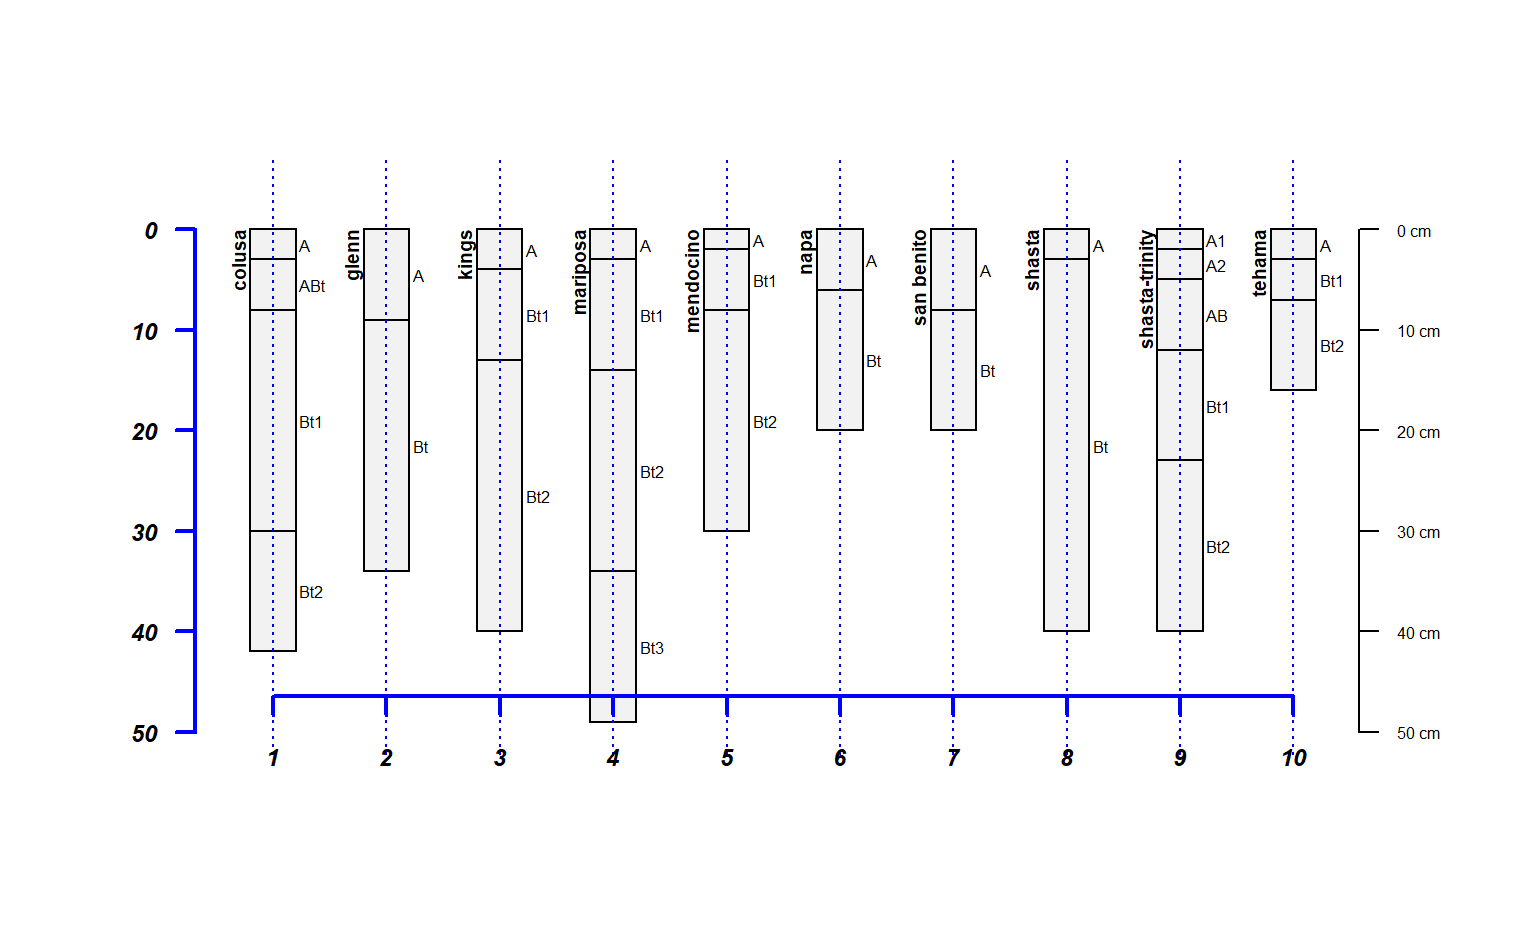 0
10
20
30
40
50
colusa
A
ABt
Bt1
Bt2
glenn
A
Bt
kings
A
Bt1
Bt2
mariposa
A
Bt1
Bt2
Bt3
mendocino
A
Bt1
Bt2
napa
A
Bt
san benito
A
Bt
shasta
A
Bt
shasta-trinity
A1
A2
AB
Bt1
Bt2
tehama
A
Bt1
Bt2
0 cm
10 cm
20 cm
30 cm
40 cm
50 cm
1 2 3 4 5 6 7 8 9 10